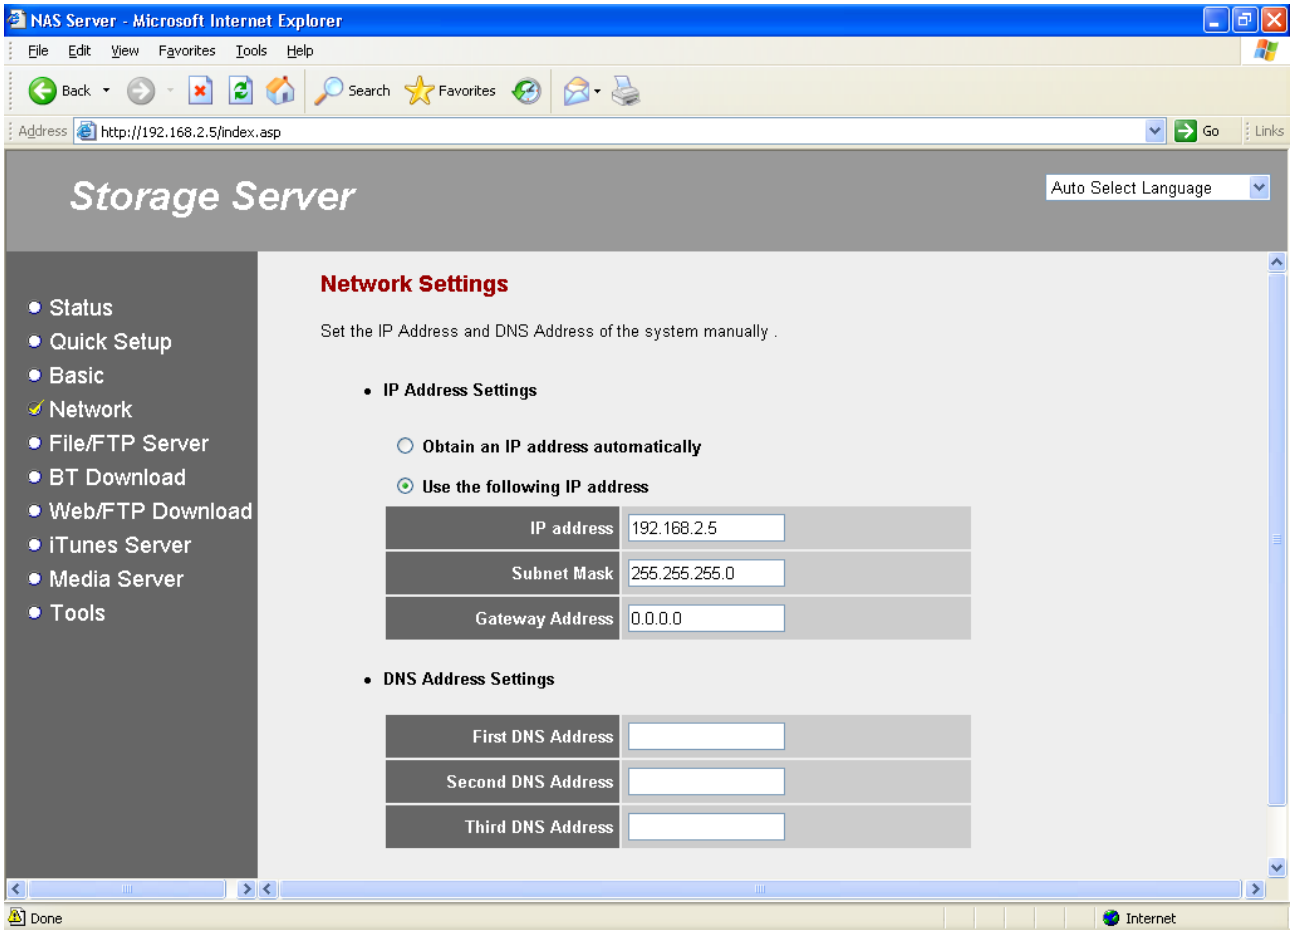 NAS Server - Microsoft Internet Explorer
File Edit View Favorites Tools Help
Back Search Favorites
Address http://192.168.2.5/index.asp Go Links
Storage Server
Auto Select Language
Status
Quick Setup
Basic
Network
File/FTP Server
BT Download
Web/FTP Download
iTunes Server
Media Server
Tools
Network Settings
Set the IP Address and DNS Address of the system manually .
• IP Address Settings
Obtain an IP address automatically
Use the following IP address
IP address 192.168.2.5
Subnet Mask 255.255.255.0
Gateway Address 0.0.0.0
• DNS Address Settings
First DNS Address
Second DNS Address
Third DNS Address
Done Internet